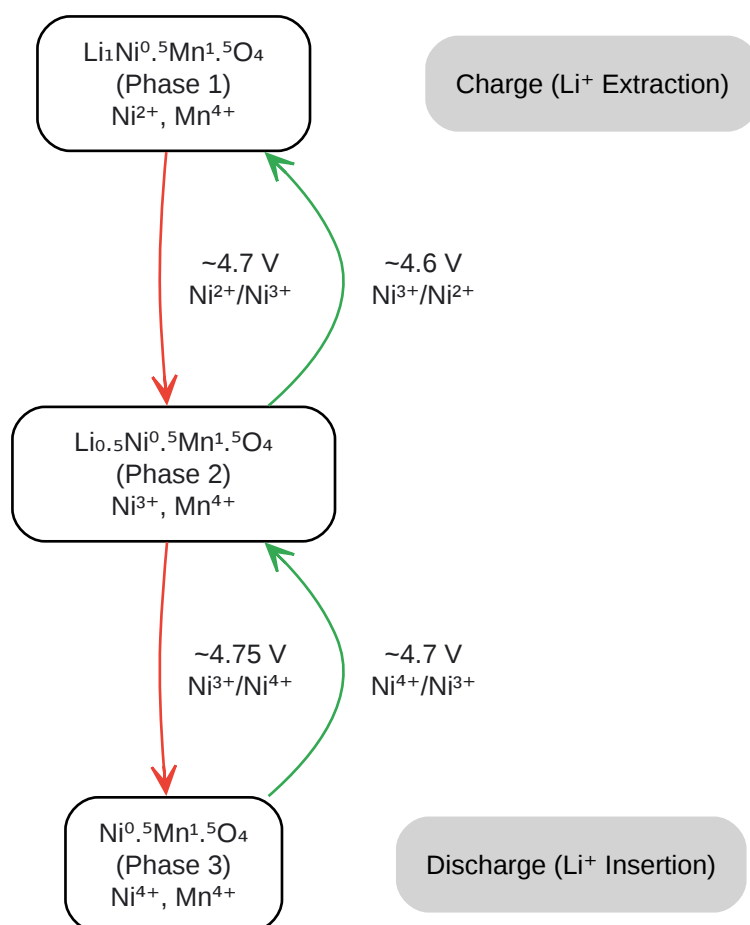 Li₁Ni⁰·⁵Mn¹·⁵O₄
(Phase 1)
Ni²⁺, Mn⁴⁺
Charge (Li⁺ Extraction)
~4.7 V
Ni²⁺/Ni³⁺
~4.6 V
Ni³⁺/Ni²⁺
Li₀.₅Ni⁰·⁵Mn¹·⁵O₄
(Phase 2)
Ni³⁺, Mn⁴⁺
~4.75 V
Ni³⁺/Ni⁴⁺
~4.7 V
Ni⁴⁺/Ni³⁺
Ni⁰·⁵Mn¹·⁵O₄
(Phase 3)
Ni⁴⁺, Mn⁴⁺
Discharge (Li⁺ Insertion)